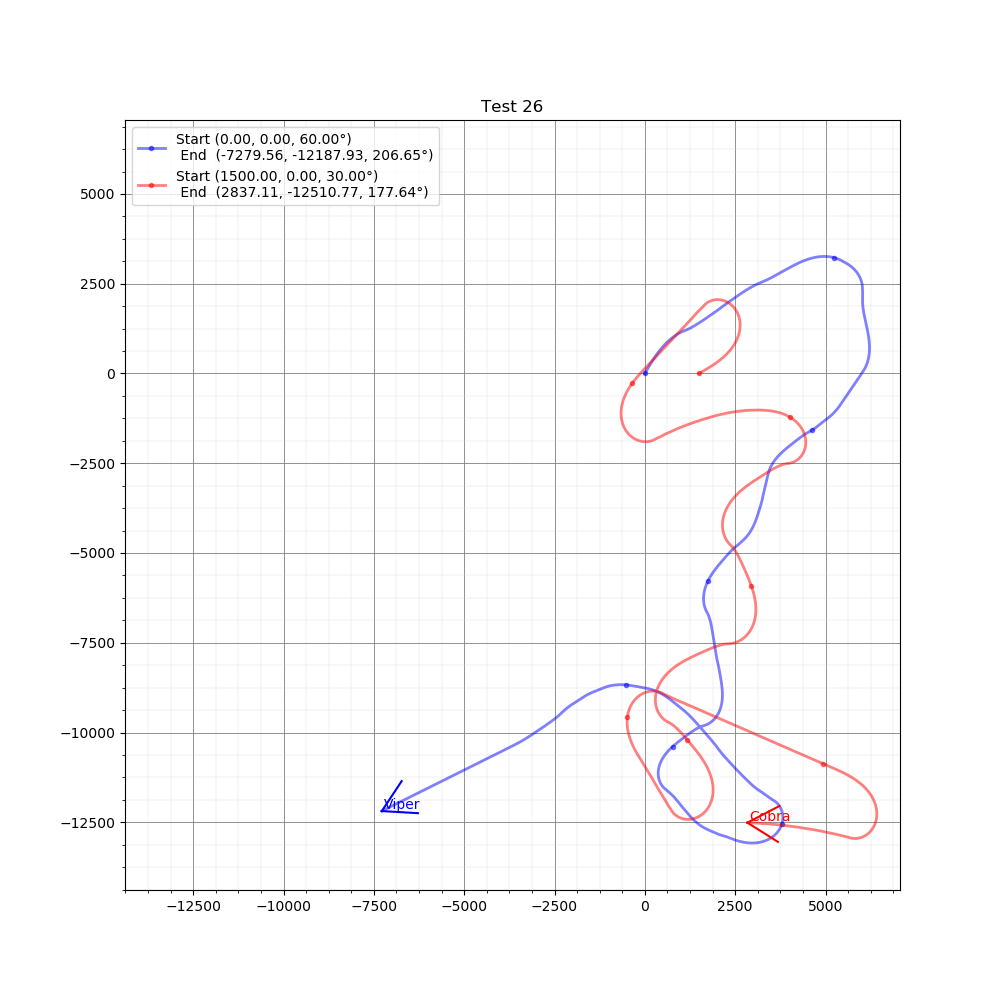 Test 26
Start (0.00, 0.00, 60.00°)
End  (-7279.56, -12187.93, 206.65°)
Start (1500.00, 0.00, 30.00°)
End  (2837.11, -12510.77, 177.64°)
5000
2500
0
−2500
−5000
−7500
−10000
−12500
Viper
Cobra
−12500 −10000 −7500 −5000 −2500 0 2500 5000